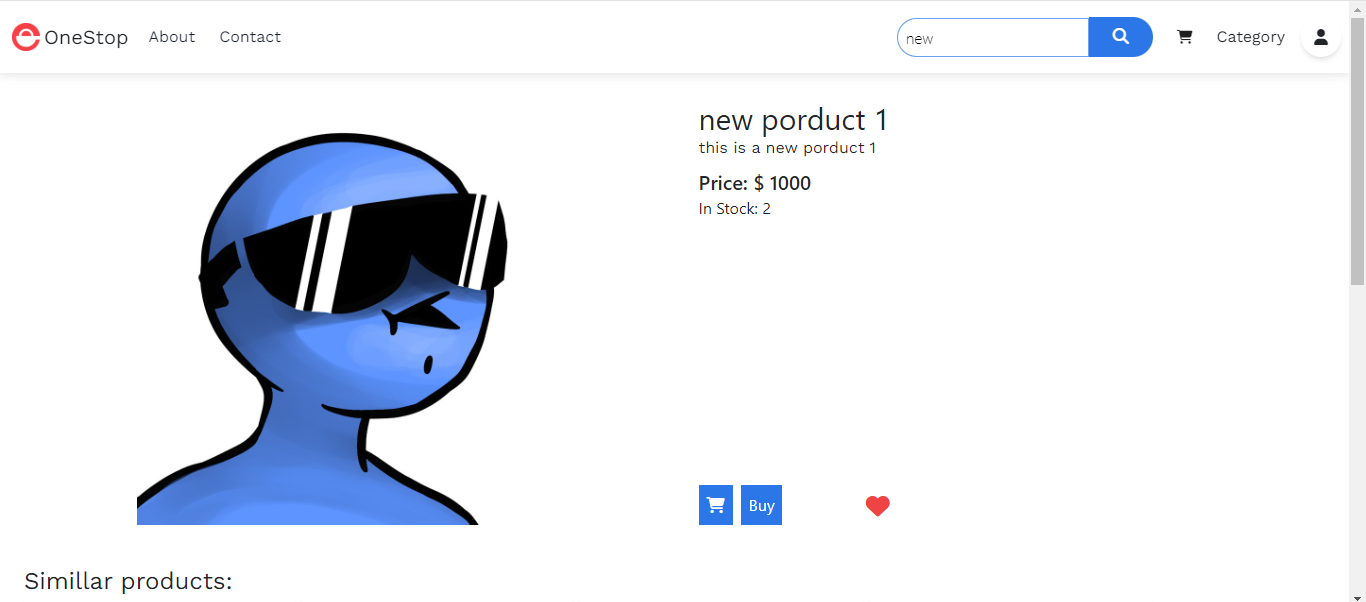 OneStop About Contact new Category
new porduct 1
this is a new porduct 1
Price: $ 1000
In Stock: 2
Buy
Simillar products: